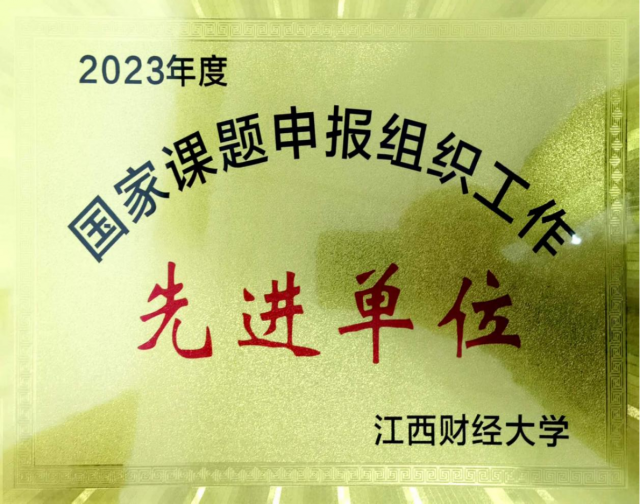 2023年度
国家课题申报组织工作
先进单位
江西财经大学